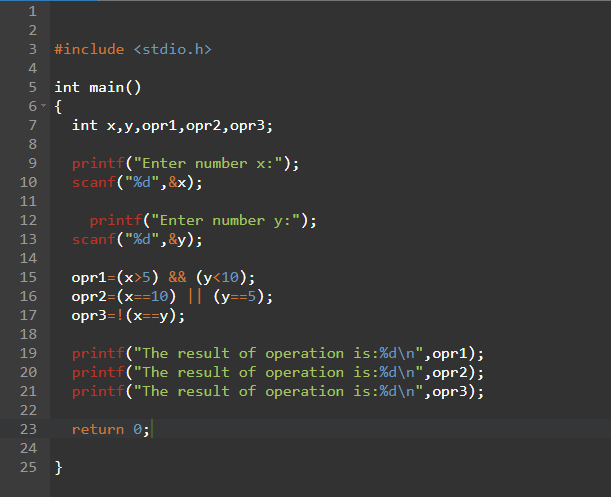 1
2
3 #include <stdio.h>
4
5 int main()
6 {
7 int x,y,opr1,opr2,opr3;
8
9 printf("Enter number x:");
10 scanf("%d",&x);
11
12 printf("Enter number y:");
13 scanf("%d",&y);
14
15 opr1=(x>5) && (y<10);
16 opr2=(x==10) || (y==5);
17 opr3=!(x==y);
18
19 printf("The result of operation is:%d\n",opr1);
20 printf("The result of operation is:%d\n",opr2);
21 printf("The result of operation is:%d\n",opr3);
22
23 return 0;
24
25 }